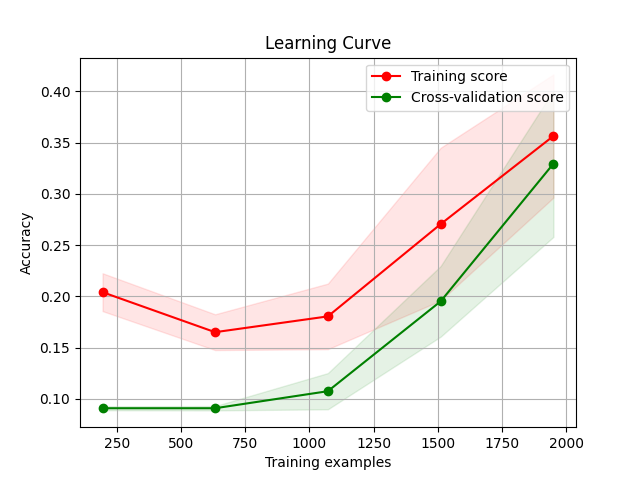 Learning Curve
Training score
Cross-validation score
0.40
0.35
0.30
0.25
0.20
0.15
0.10
Accuracy
250 500 750 1000 1250 1500 1750 2000
Training examples